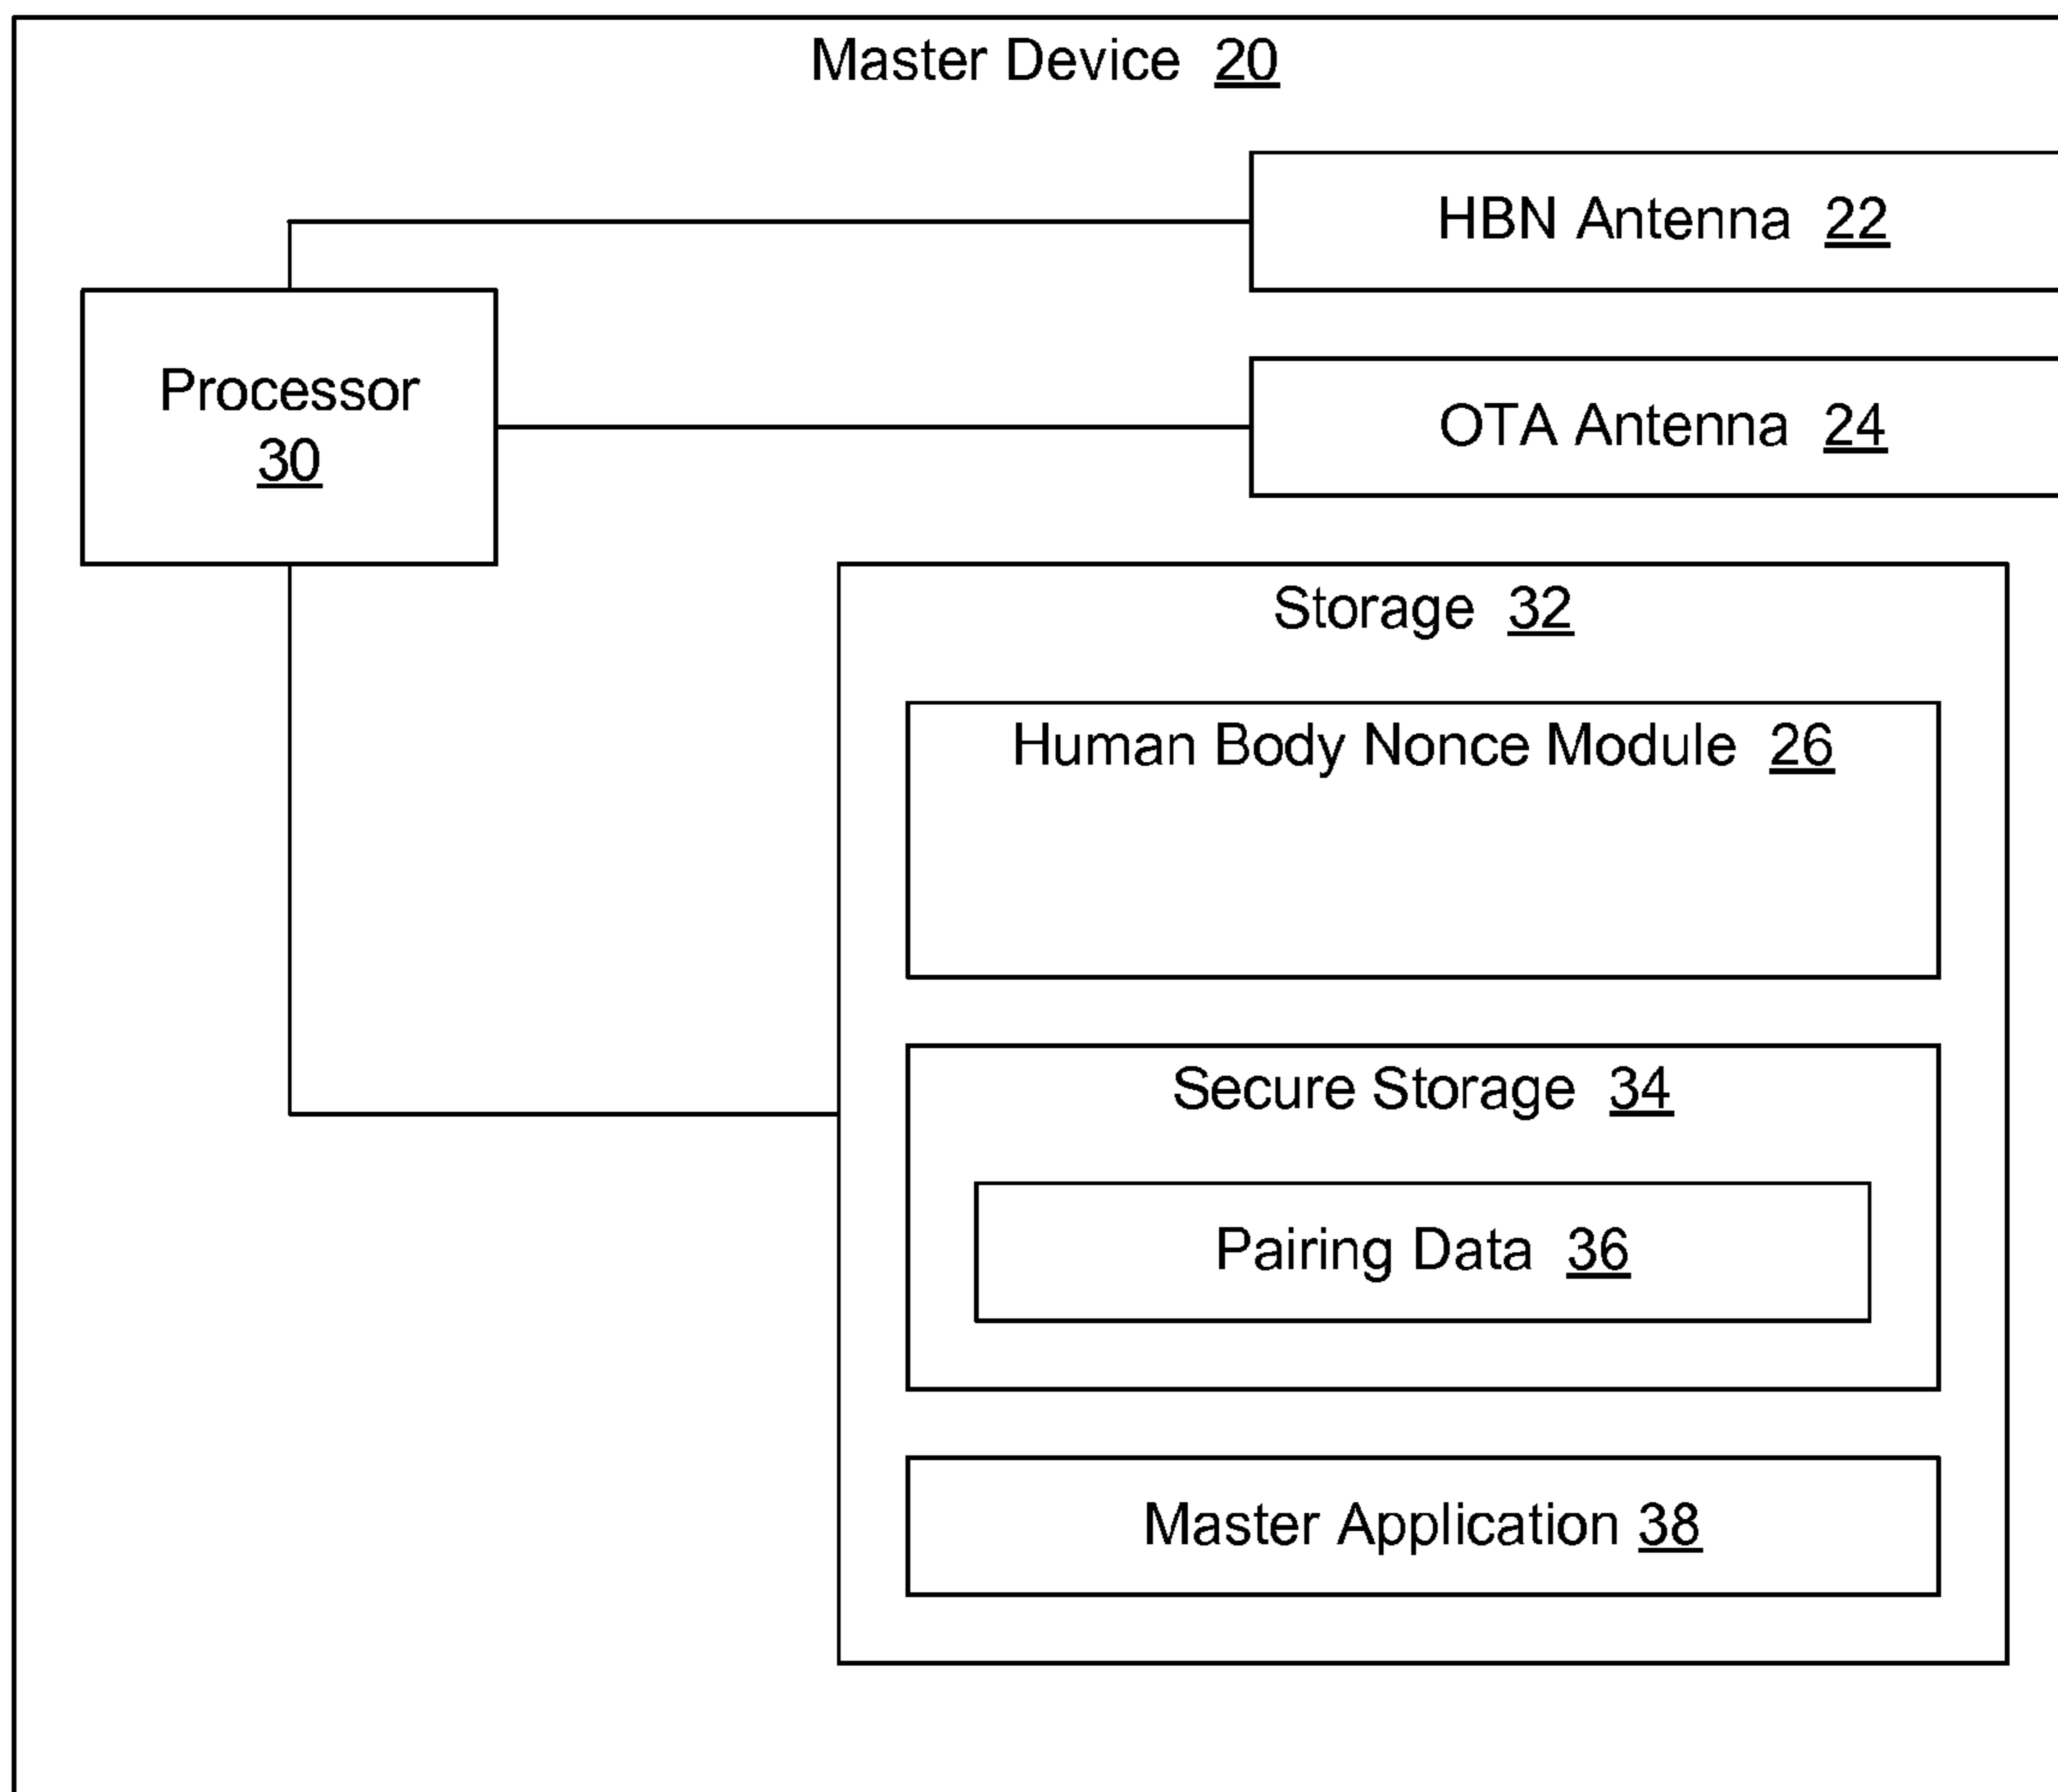 Master Device 20
HBN Antenna 22
Processor
30
OTA Antenna 24
Storage 32
Human Body Nonce Module 26
Secure Storage 34
Pairing Data 36
Master Application 38